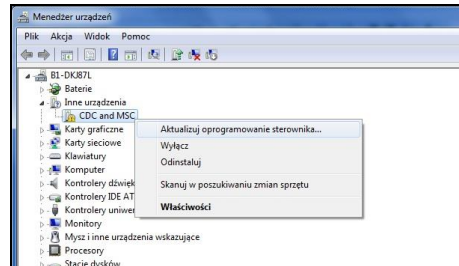 Menedżer urządzeń
Plik Akcja Widok Pomoc
B1-DKJ87L
Baterie
Inne urządzenia
CDC and MSC
Karty graficzne
Karty sieciowe
Klawiatury
Komputer
Kontrolery dźwięk
Kontrolery IDE AT
Kontrolery uniwer
Monitory
Mysz i inne urządzenia wskazujące
Procesory
Stacje dysków
Aktualizuj oprogramowanie sterownika...
Wyłącz
Odinstaluj
Skanuj w poszukiwaniu zmian sprzętu
Właściwości